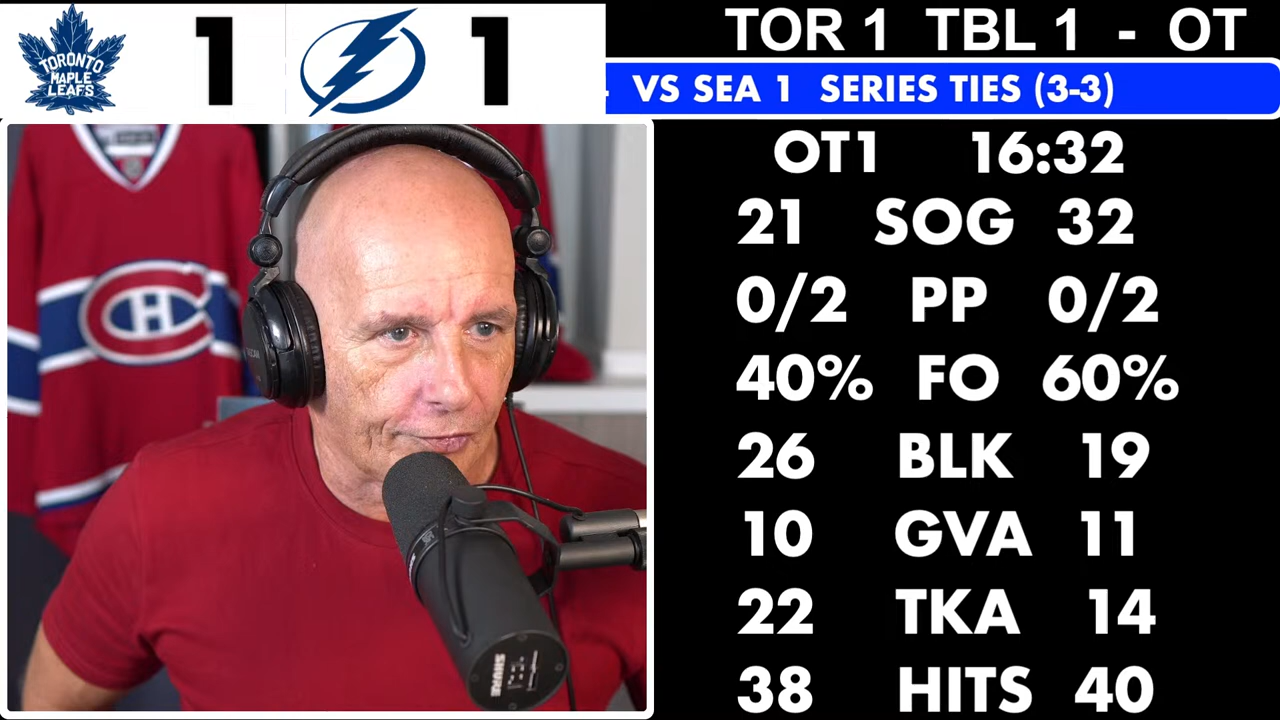 TORONTO
MAPLE
LEAFS
1
1
TOR 1 TBL 1 - OT
VS SEA 1 SERIES TIES (3-3)
OT1 16:32
21 SOG 32
0/2 PP 0/2
40% FO 60%
26 BLK 19
10 GVA 11
22 TKA 14
38 HITS 40
SHURE